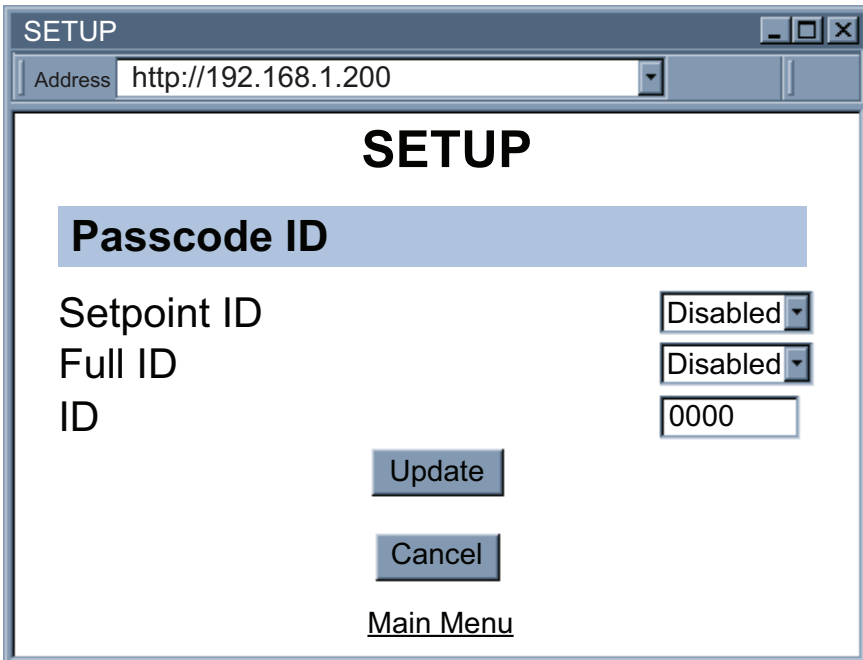 SETUP
Address http://192.168.1.200
SETUP
Passcode ID
Setpoint ID Disabled
Full ID Disabled
ID 0000
Update
Cancel
Main Menu